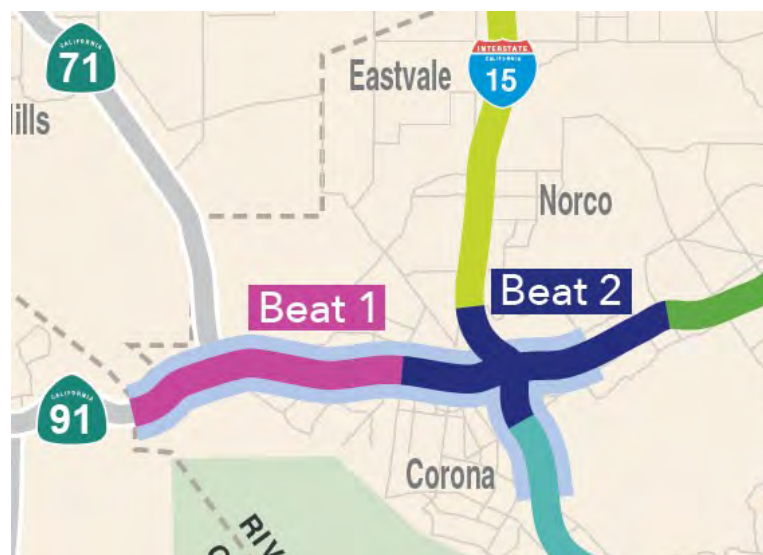 CALIFORNIA
71
INTERSTATE
CALIFORNIA
15
Eastvale
ills
Norco
Beat 1
Beat 2
CALIFORNIA
91
Corona
RIV